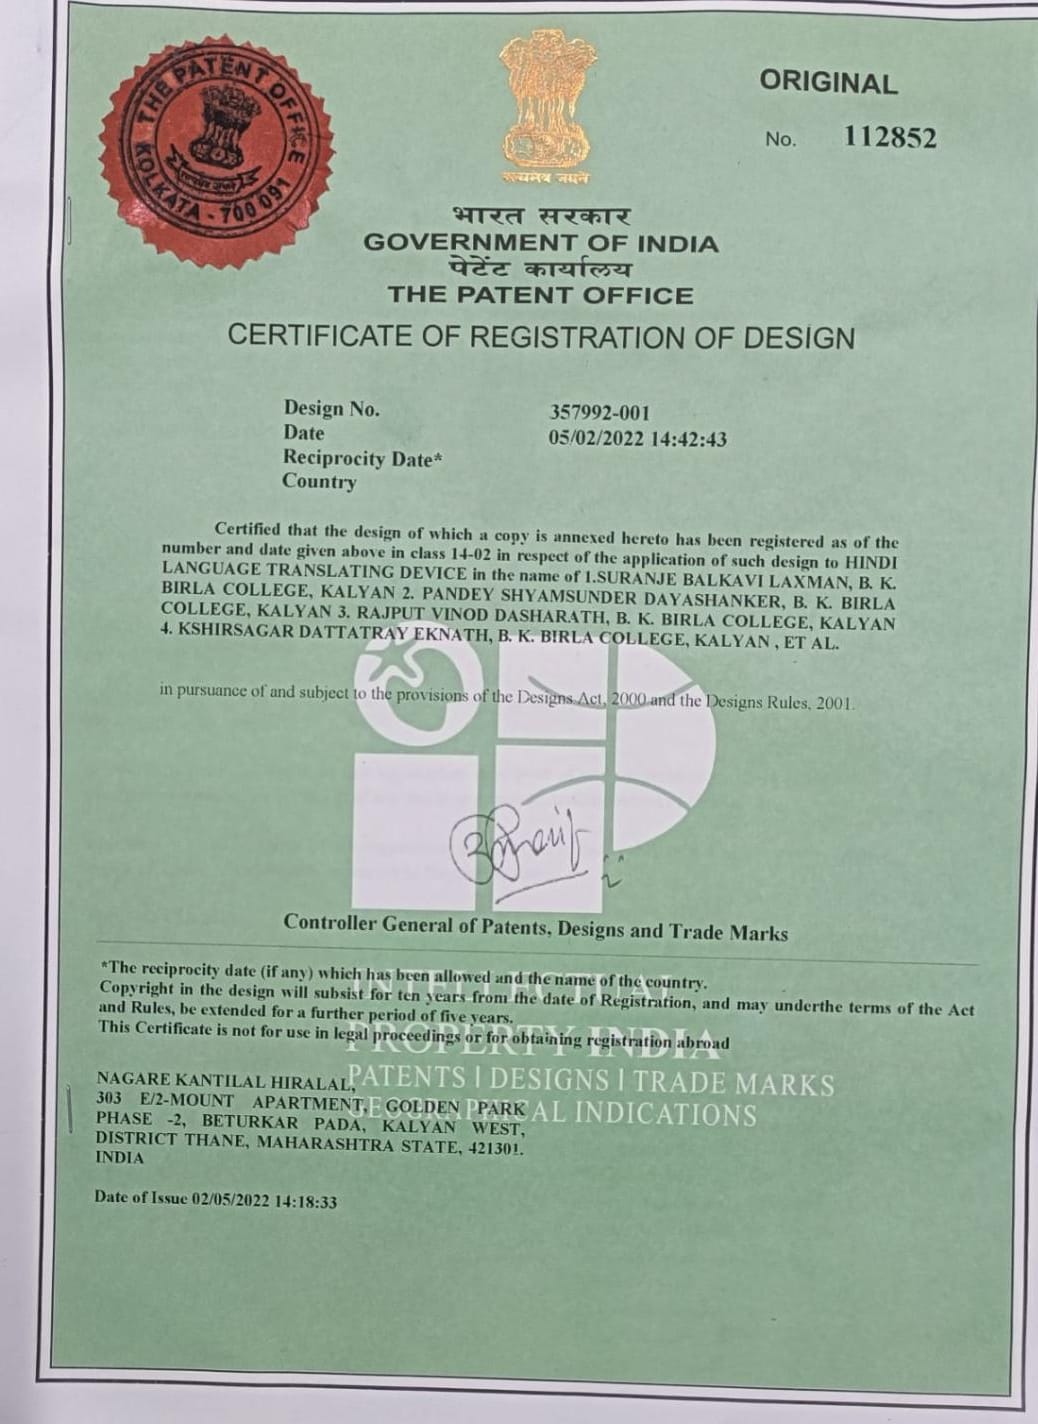 THE PATENT OFFICE
KOLKATA - 700 091
सत्यमेव जयते
ORIGINAL
No. 112852
भारत सरकार
GOVERNMENT OF INDIA
पेटेंट कार्यालय
THE PATENT OFFICE
CERTIFICATE OF REGISTRATION OF DESIGN
Design No. 357992-001
Date 05/02/2022 14:42:43
Reciprocity Date*
Country
Certified that the design of which a copy is annexed hereto has been registered as of the
number and date given above in class 14-02 in respect of the application of such design to HINDI
LANGUAGE TRANSLATING DEVICE in the name of 1.SURANJE BALKAVI LAXMAN, B. K.
BIRLA COLLEGE, KALYAN 2. PANDEY SHYAMSUNDER DAYASHANKER, B. K. BIRLA
COLLEGE, KALYAN 3. RAJPUT VINOD DASHARATH, B. K. BIRLA COLLEGE, KALYAN
4. KSHIRSAGAR DATTATRAY EKNATH, B. K. BIRLA COLLEGE, KALYAN , ET AL.
in pursuance of and subject to the provisions of the Designs Act, 2000 and the Designs Rules, 2001.
Controller General of Patents, Designs and Trade Marks
*The reciprocity date (if any) which has been allowed and the name of the country.
Copyright in the design will subsist for ten years from the date of Registration, and may underthe terms of the Act
and Rules, be extended for a further period of five years.
This Certificate is not for use in legal proceedings or for obtaining registration abroad
INTELLECTUAL
PROPERTY INDIA
PATENTS | DESIGNS | TRADE MARKS
GEOGRAPHICAL INDICATIONS
NAGARE KANTILAL HIRALAL,
303 E/2-MOUNT APARTMENT, GOLDEN PARK
PHASE -2, BETURKAR PADA, KALYAN WEST,
DISTRICT THANE, MAHARASHTRA STATE, 421301.
INDIA
Date of Issue 02/05/2022 14:18:33